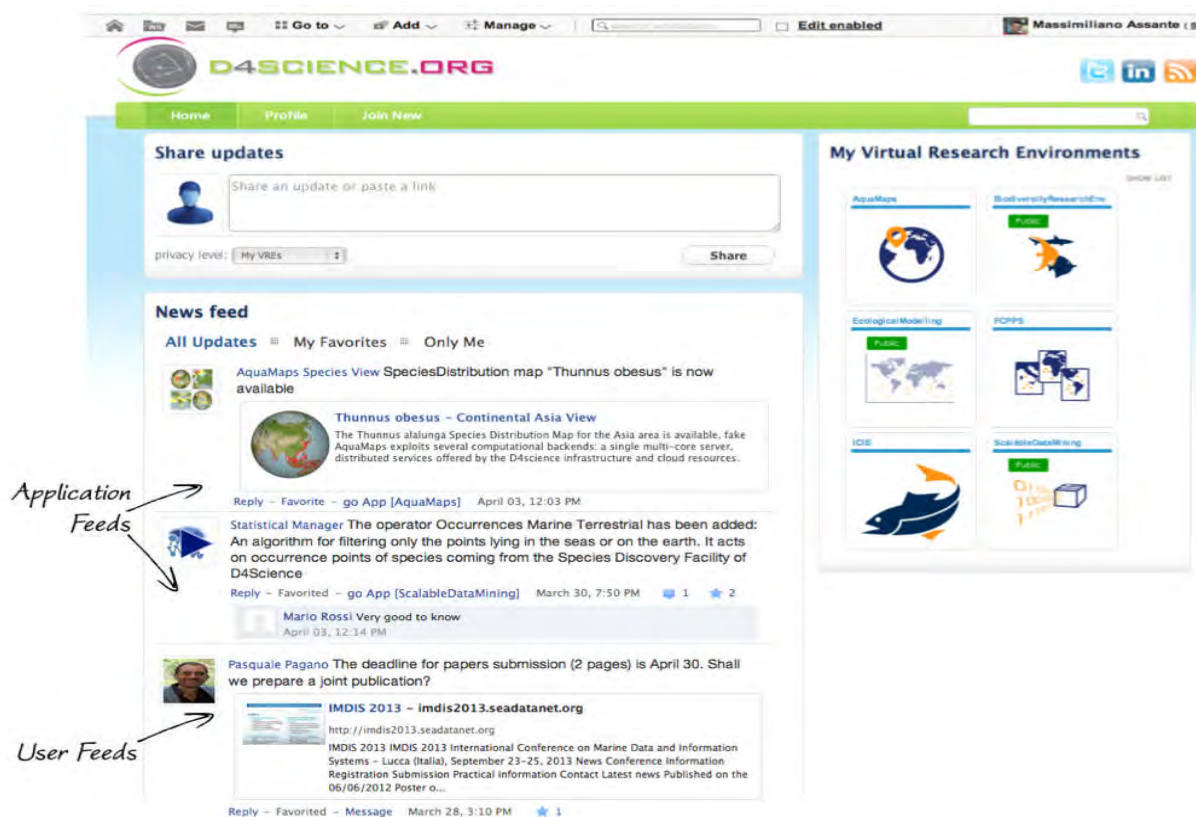 Go to
Add
Manage
Edit enabled
Massimiliano Assante
D4SCIENCE.ORG
in
Home
Profile
Join New
Share updates
Share an update or paste a link
privacy level:
My VREs
Share
News feed
All Updates
My Favorites
Only Me
AquaMaps Species View SpeciesDistribution map "Thunnus obesus" is now
available
Thunnus obesus – Continental Asia View
The Thunnus alalunga Species Distribution Map for the Asia area is available, fake
AquaMaps exploits several computational backends: a single multi-core server,
distributed services offered by the D4science infrastructure and cloud resources.
Reply – Favorite – go App [AquaMaps] April 03, 12:03 PM
Application
Feeds
Statistical Manager The operator Occurrences Marine Terrestrial has been added:
An algorithm for filtering only the points lying in the seas or on the earth. It acts
on occurrence points of species coming from the Species Discovery Facility of
D4Science
Reply – Favorited – go App [ScalableDataMining] March 30, 7:50 PM 1 2
Mario Rossi Very good to know
April 03, 12:14 PM
Pasquale Pagano The deadline for papers submission (2 pages) is April 30. Shall
we prepare a joint publication?
User Feeds
IMDIS 2013 – imdis2013.seadatanet.org
http://imdis2013.seadatanet.org
IMDIS 2013 IMDIS 2013 International Conference on Marine Data and Information
Systems – Lucca (Italia), September 23-25, 2013 News Conference Information
Registration Submission Practical information Contact Latest news Published on the
06/06/2012 Poster o...
Reply – Favorited – Message March 28, 3:10 PM 1
My Virtual Research Environments
SHOW LIST
AquaMaps
BiodiversityResearchEnv
Public
EcologicalModelling
Public
FCPPS
ICIS
ScalableDataMining
Public